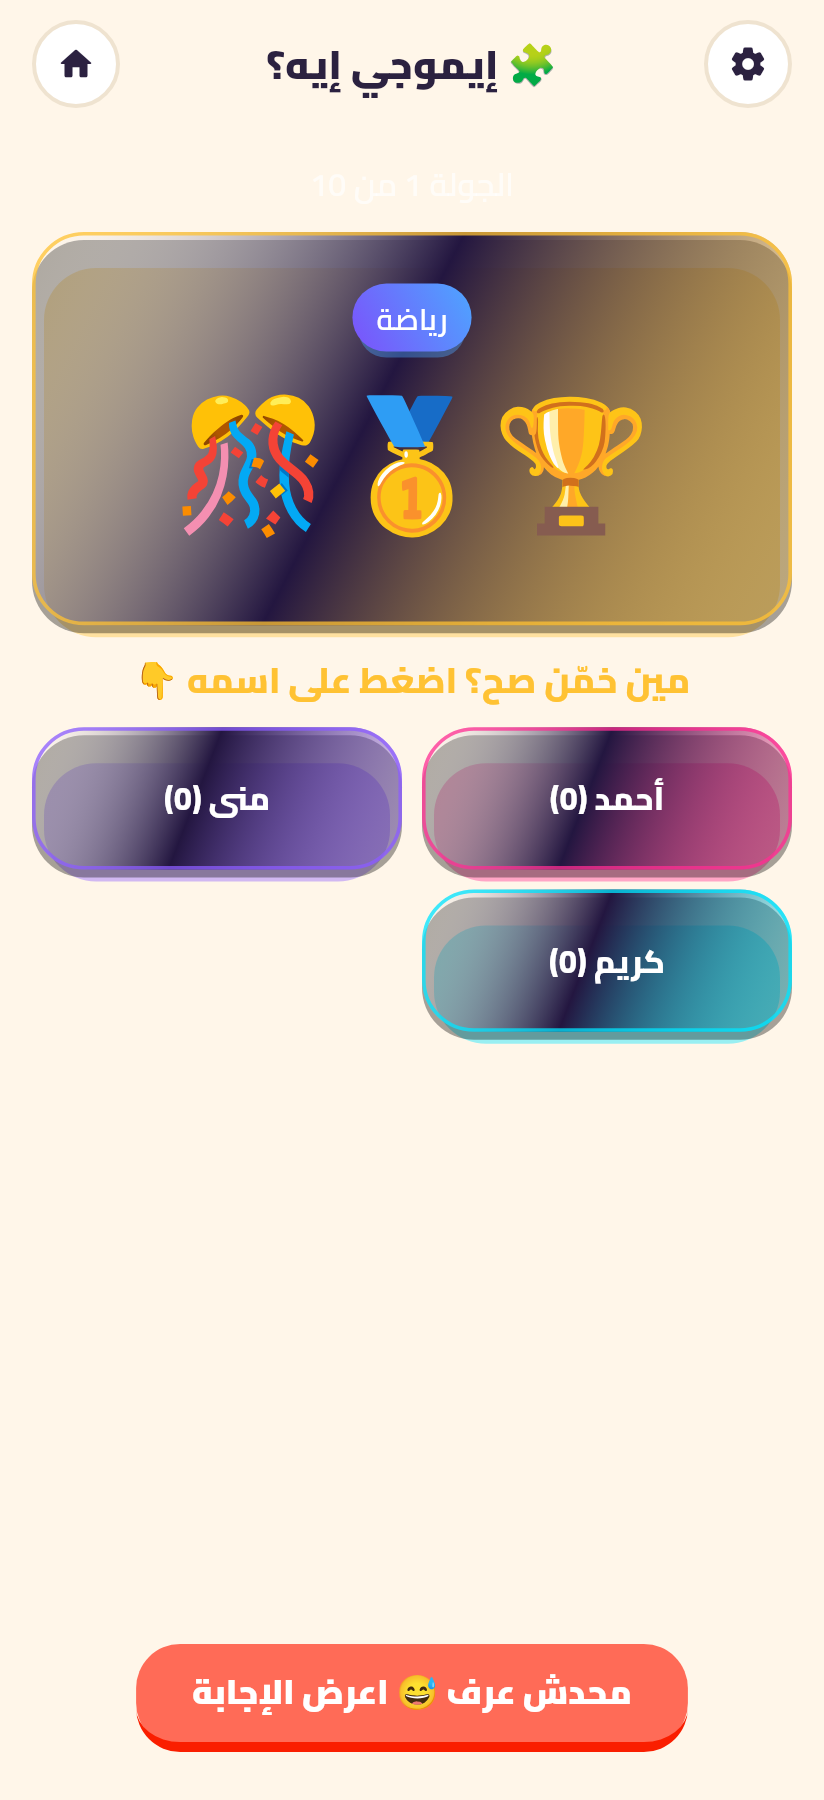 🧩 إيموجي إيه؟
الجولة 1 من 10
رياضة
🏆 🥇 🎊
مين خمّن صح؟ اضغط على اسمه 👇
أحمد (0)
منى (0)
كريم (0)
محدش عرف 😅 اعرض الإجابة